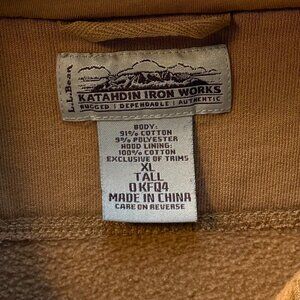 L.L.Bean
KATAHDIN IRON WORKS
RUGGED | DEPENDABLE | AUTHENTIC
BODY:
91% COTTON
9% POLYESTER
HOOD LINING:
100% COTTON
EXCLUSIVE OF TRIMS
XL
TALL
0KFQ4
MADE IN CHINA
CARE ON REVERSE